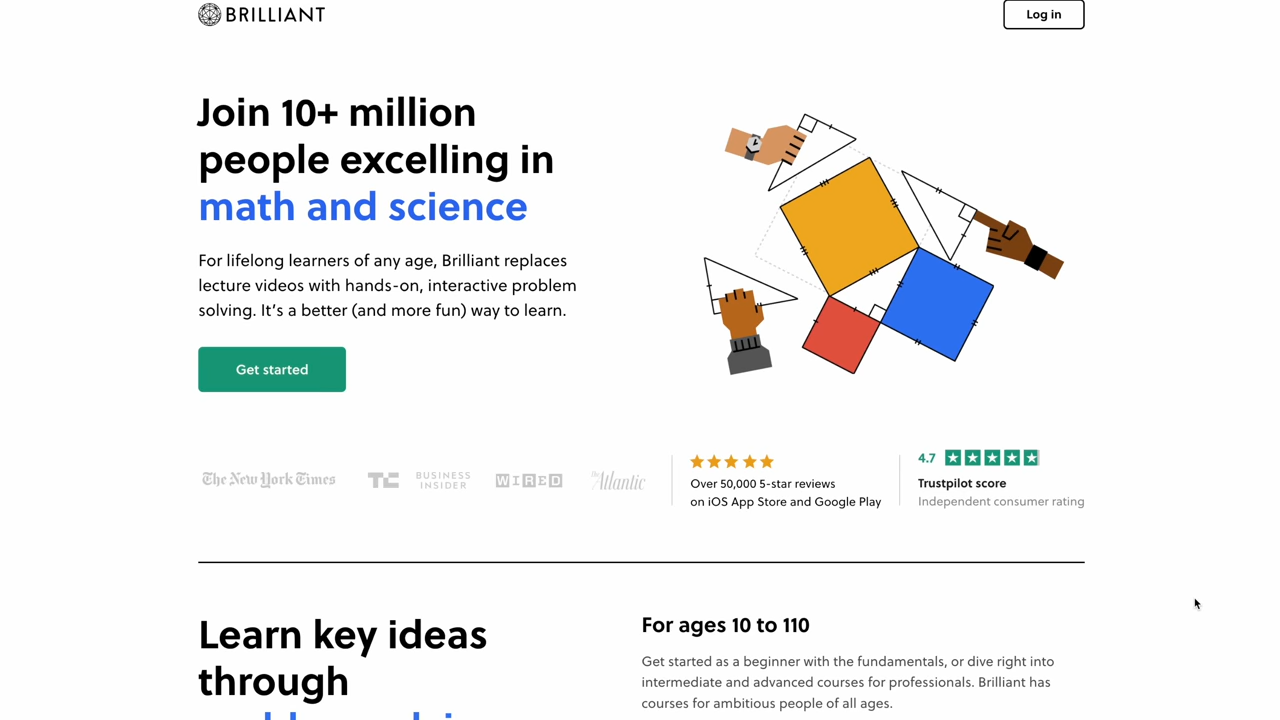 BRILLIANT
Log in
Join 10+ million
people excelling in
math and science
For lifelong learners of any age, Brilliant replaces
lecture videos with hands-on, interactive problem
solving. It's a better (and more fun) way to learn.
Get started
The New York Times
TC
BUSINESS
INSIDER
WIRED
The Atlantic
Over 50,000 5-star reviews
on iOS App Store and Google Play
4.7
Trustpilot score
Independent consumer rating
Learn key ideas
through
For ages 10 to 110
Get started as a beginner with the fundamentals, or dive right into
intermediate and advanced courses for professionals. Brilliant has
courses for ambitious people of all ages.